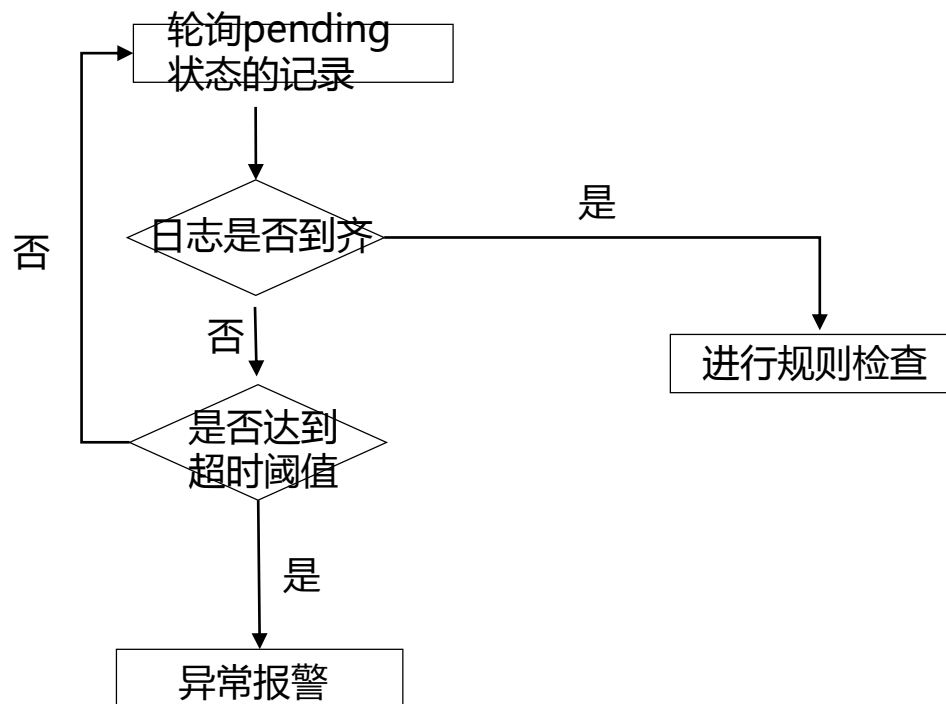 轮询pending
状态的记录
日志是否到齐
是
否
否
进行规则检查
是否达到
超时阈值
是
异常报警